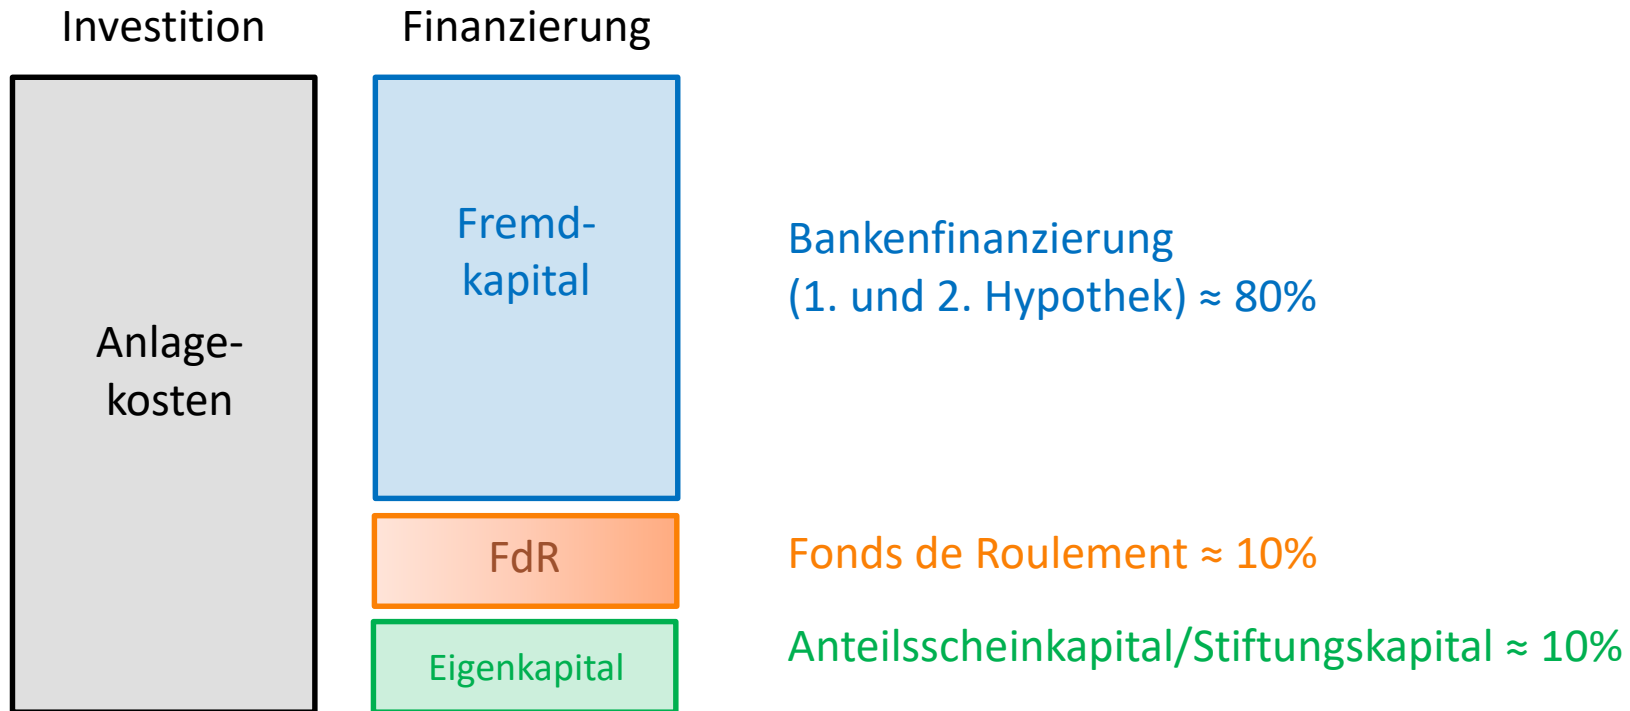 Investition
Finanzierung
Anlage-
kosten
Fremd-
kapital
Bankenfinanzierung
(1. und 2. Hypothek) ≈ 80%
FdR
Fonds de Roulement ≈ 10%
Eigenkapital
Anteilsscheinkapital/Stiftungskapital ≈ 10%